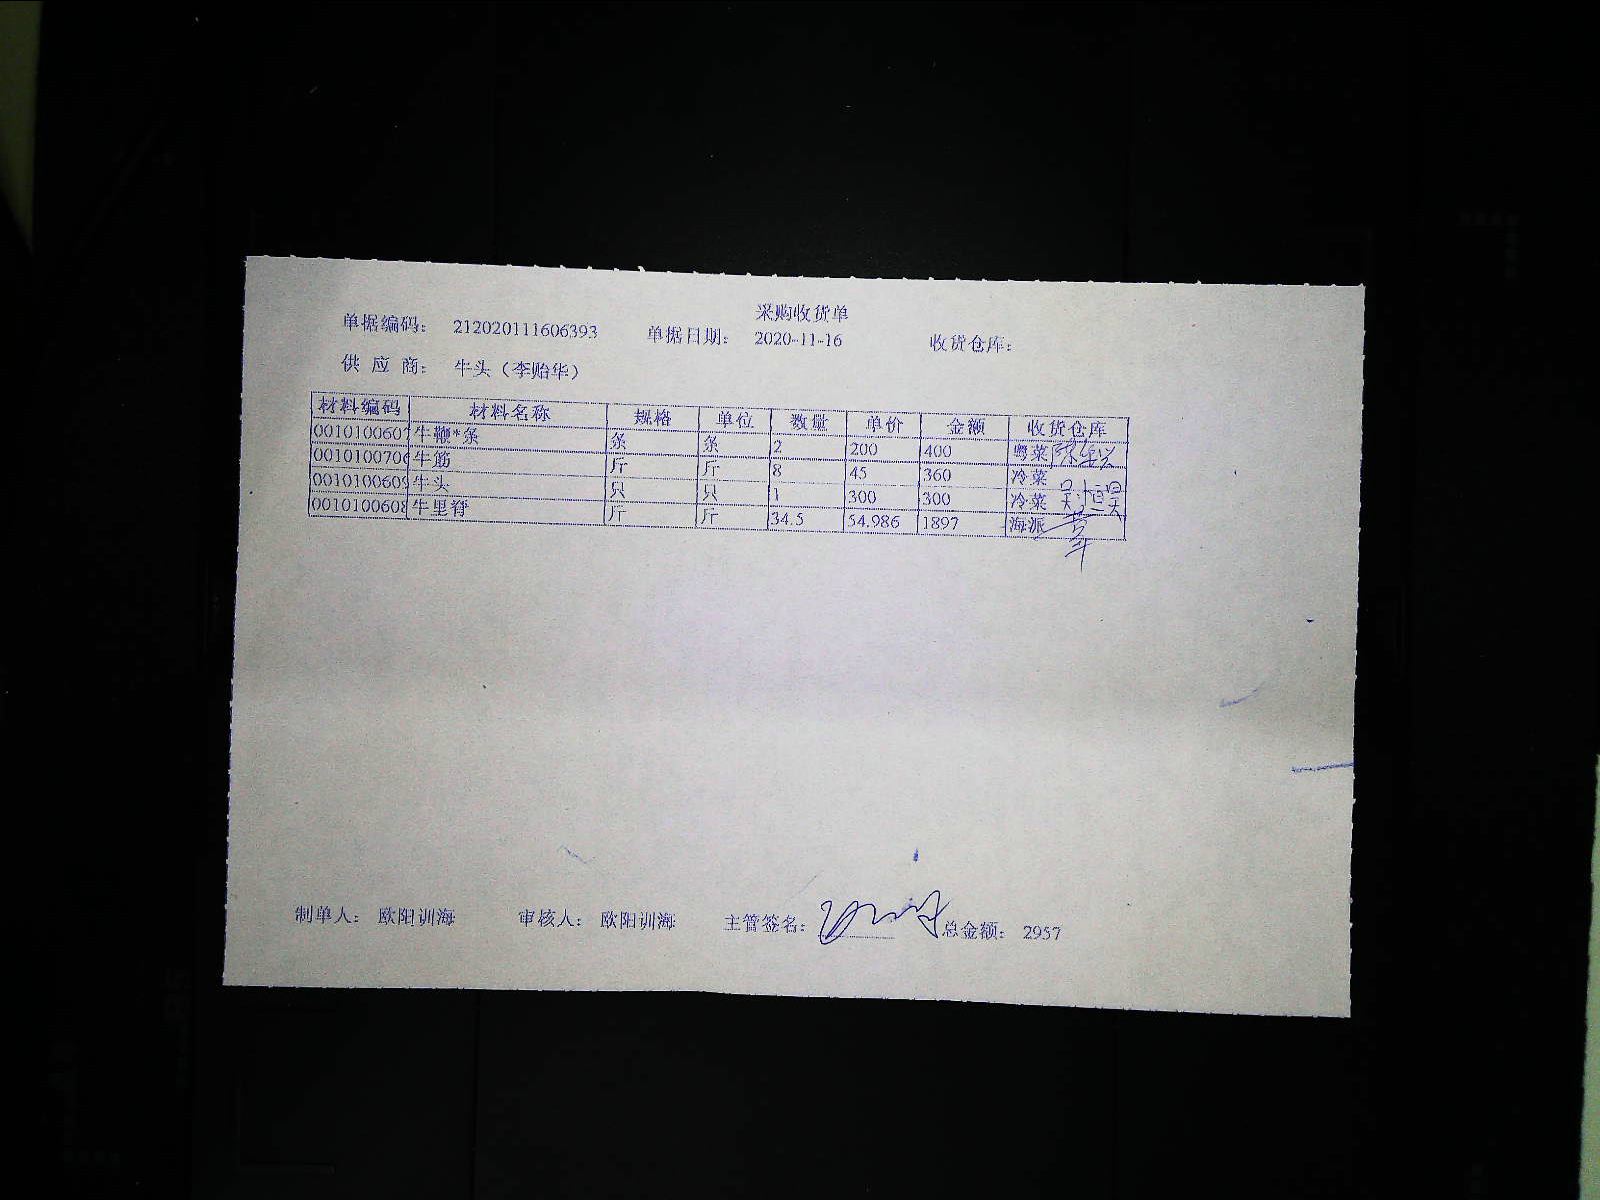 采购收货单
单据编码： 212020111606393 单据日期： 2020-11-16 收货仓库：
供 应 商： 牛头（李贻华）
材料编码 材料名称 规格 单位 数量 单价 金额 收货仓库
0010100607 牛鞭*条 条 条 2 200 400 粤菜
0010100706 牛筋 斤 斤 8 45 360 冷菜
0010100609 牛头 只 只 1 300 300 冷菜
0010100608 牛里脊 斤 斤 34.5 54.986 1897 海派
制单人： 欧阳训海 审核人： 欧阳训海 主管签名： 总金额： 2957